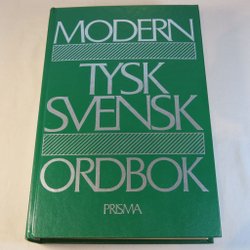 MODERN
TYSK
SVENSK
ORDBOK
PRISMA